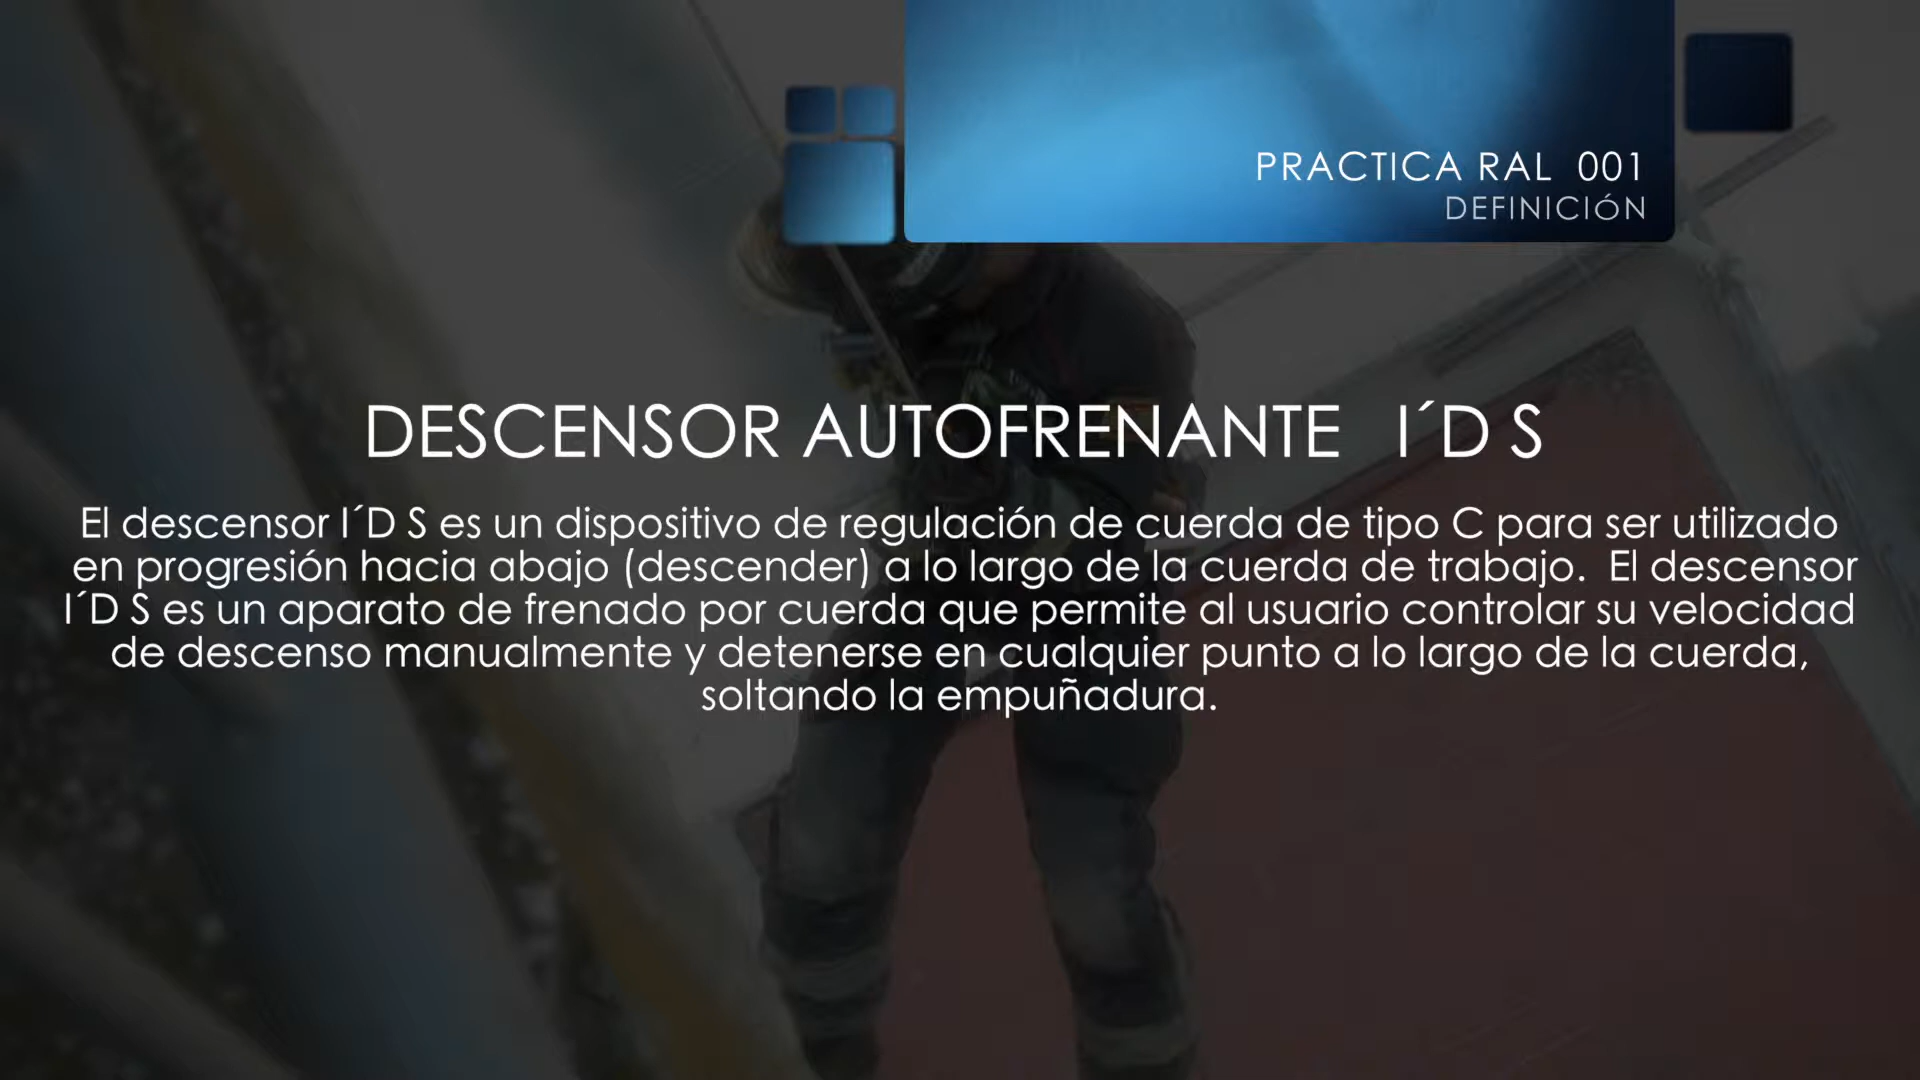 PRACTICA RAL 001
DEFINICIÓN
DESCENSOR AUTOFRENANTE I´D S
El descensor I´D S es un dispositivo de regulación de cuerda de tipo C para ser utilizado
en progresión hacia abajo (descender) a lo largo de la cuerda de trabajo. El descensor
I´D S es un aparato de frenado por cuerda que permite al usuario controlar su velocidad
de descenso manualmente y detenerse en cualquier punto a lo largo de la cuerda,
soltando la empuñadura.